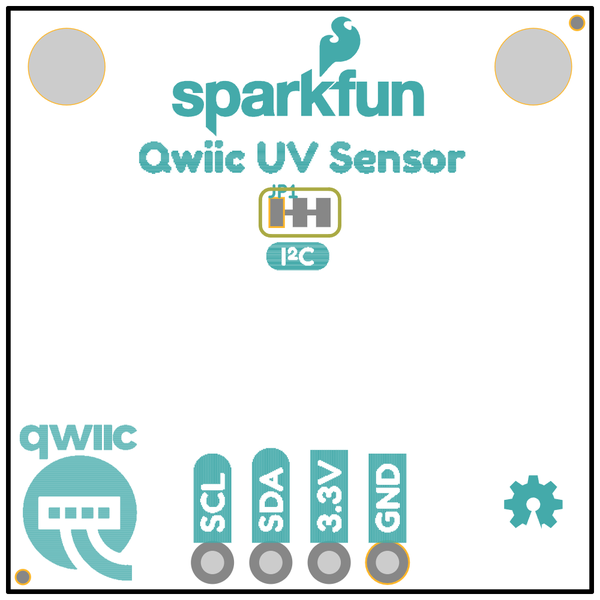 sparkfun
Qwiic UV Sensor
JP1
I²C
qwiic
SCL
SDA
3.3V
GND